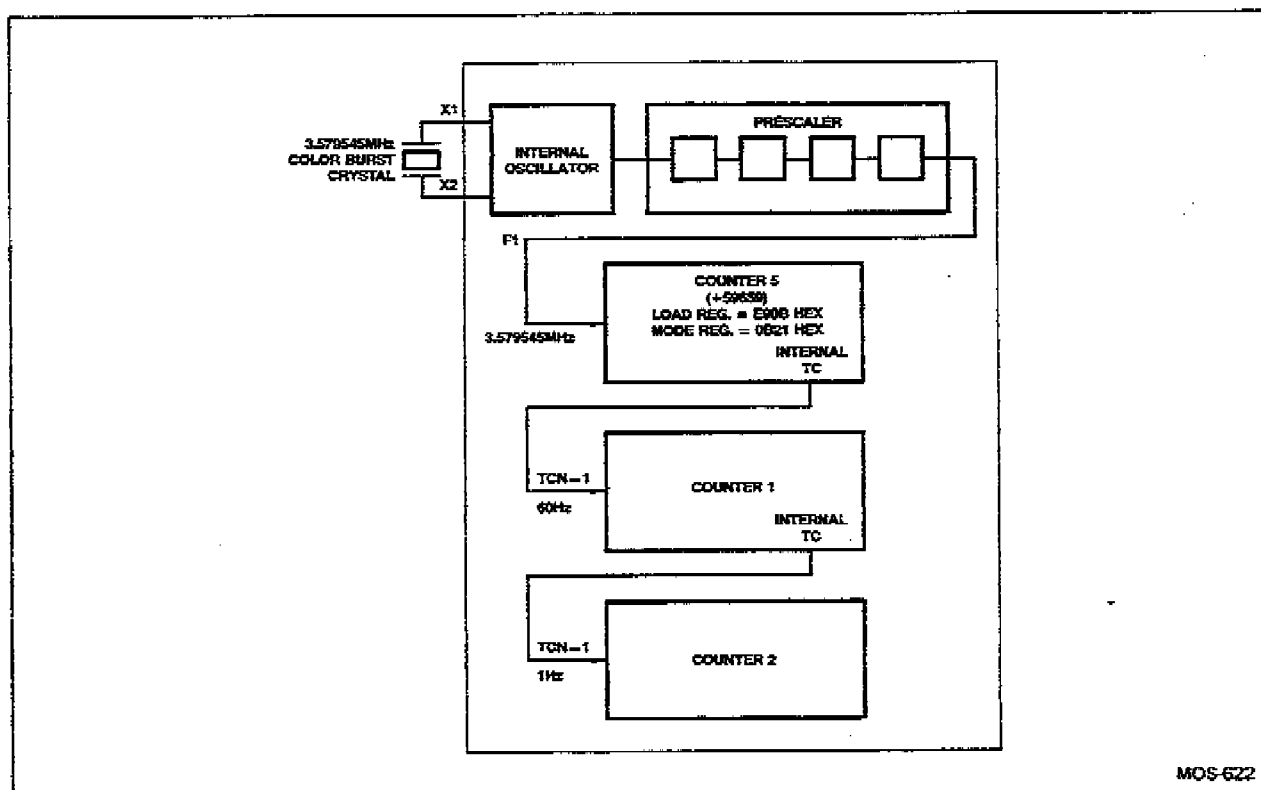 X1
3.579545MHz
COLOR BURST
CRYSTAL
X2
INTERNAL
OSCILLATOR
PRESCALER
F1
COUNTER 5
(÷59659)
LOAD REG. = E90B HEX
MODE REG. = 0B21 HEX
INTERNAL
TC
3.579545MHz
TCN-1
60Hz
COUNTER 1
INTERNAL
TC
TCN-1
1Hz
COUNTER 2
MOS-622